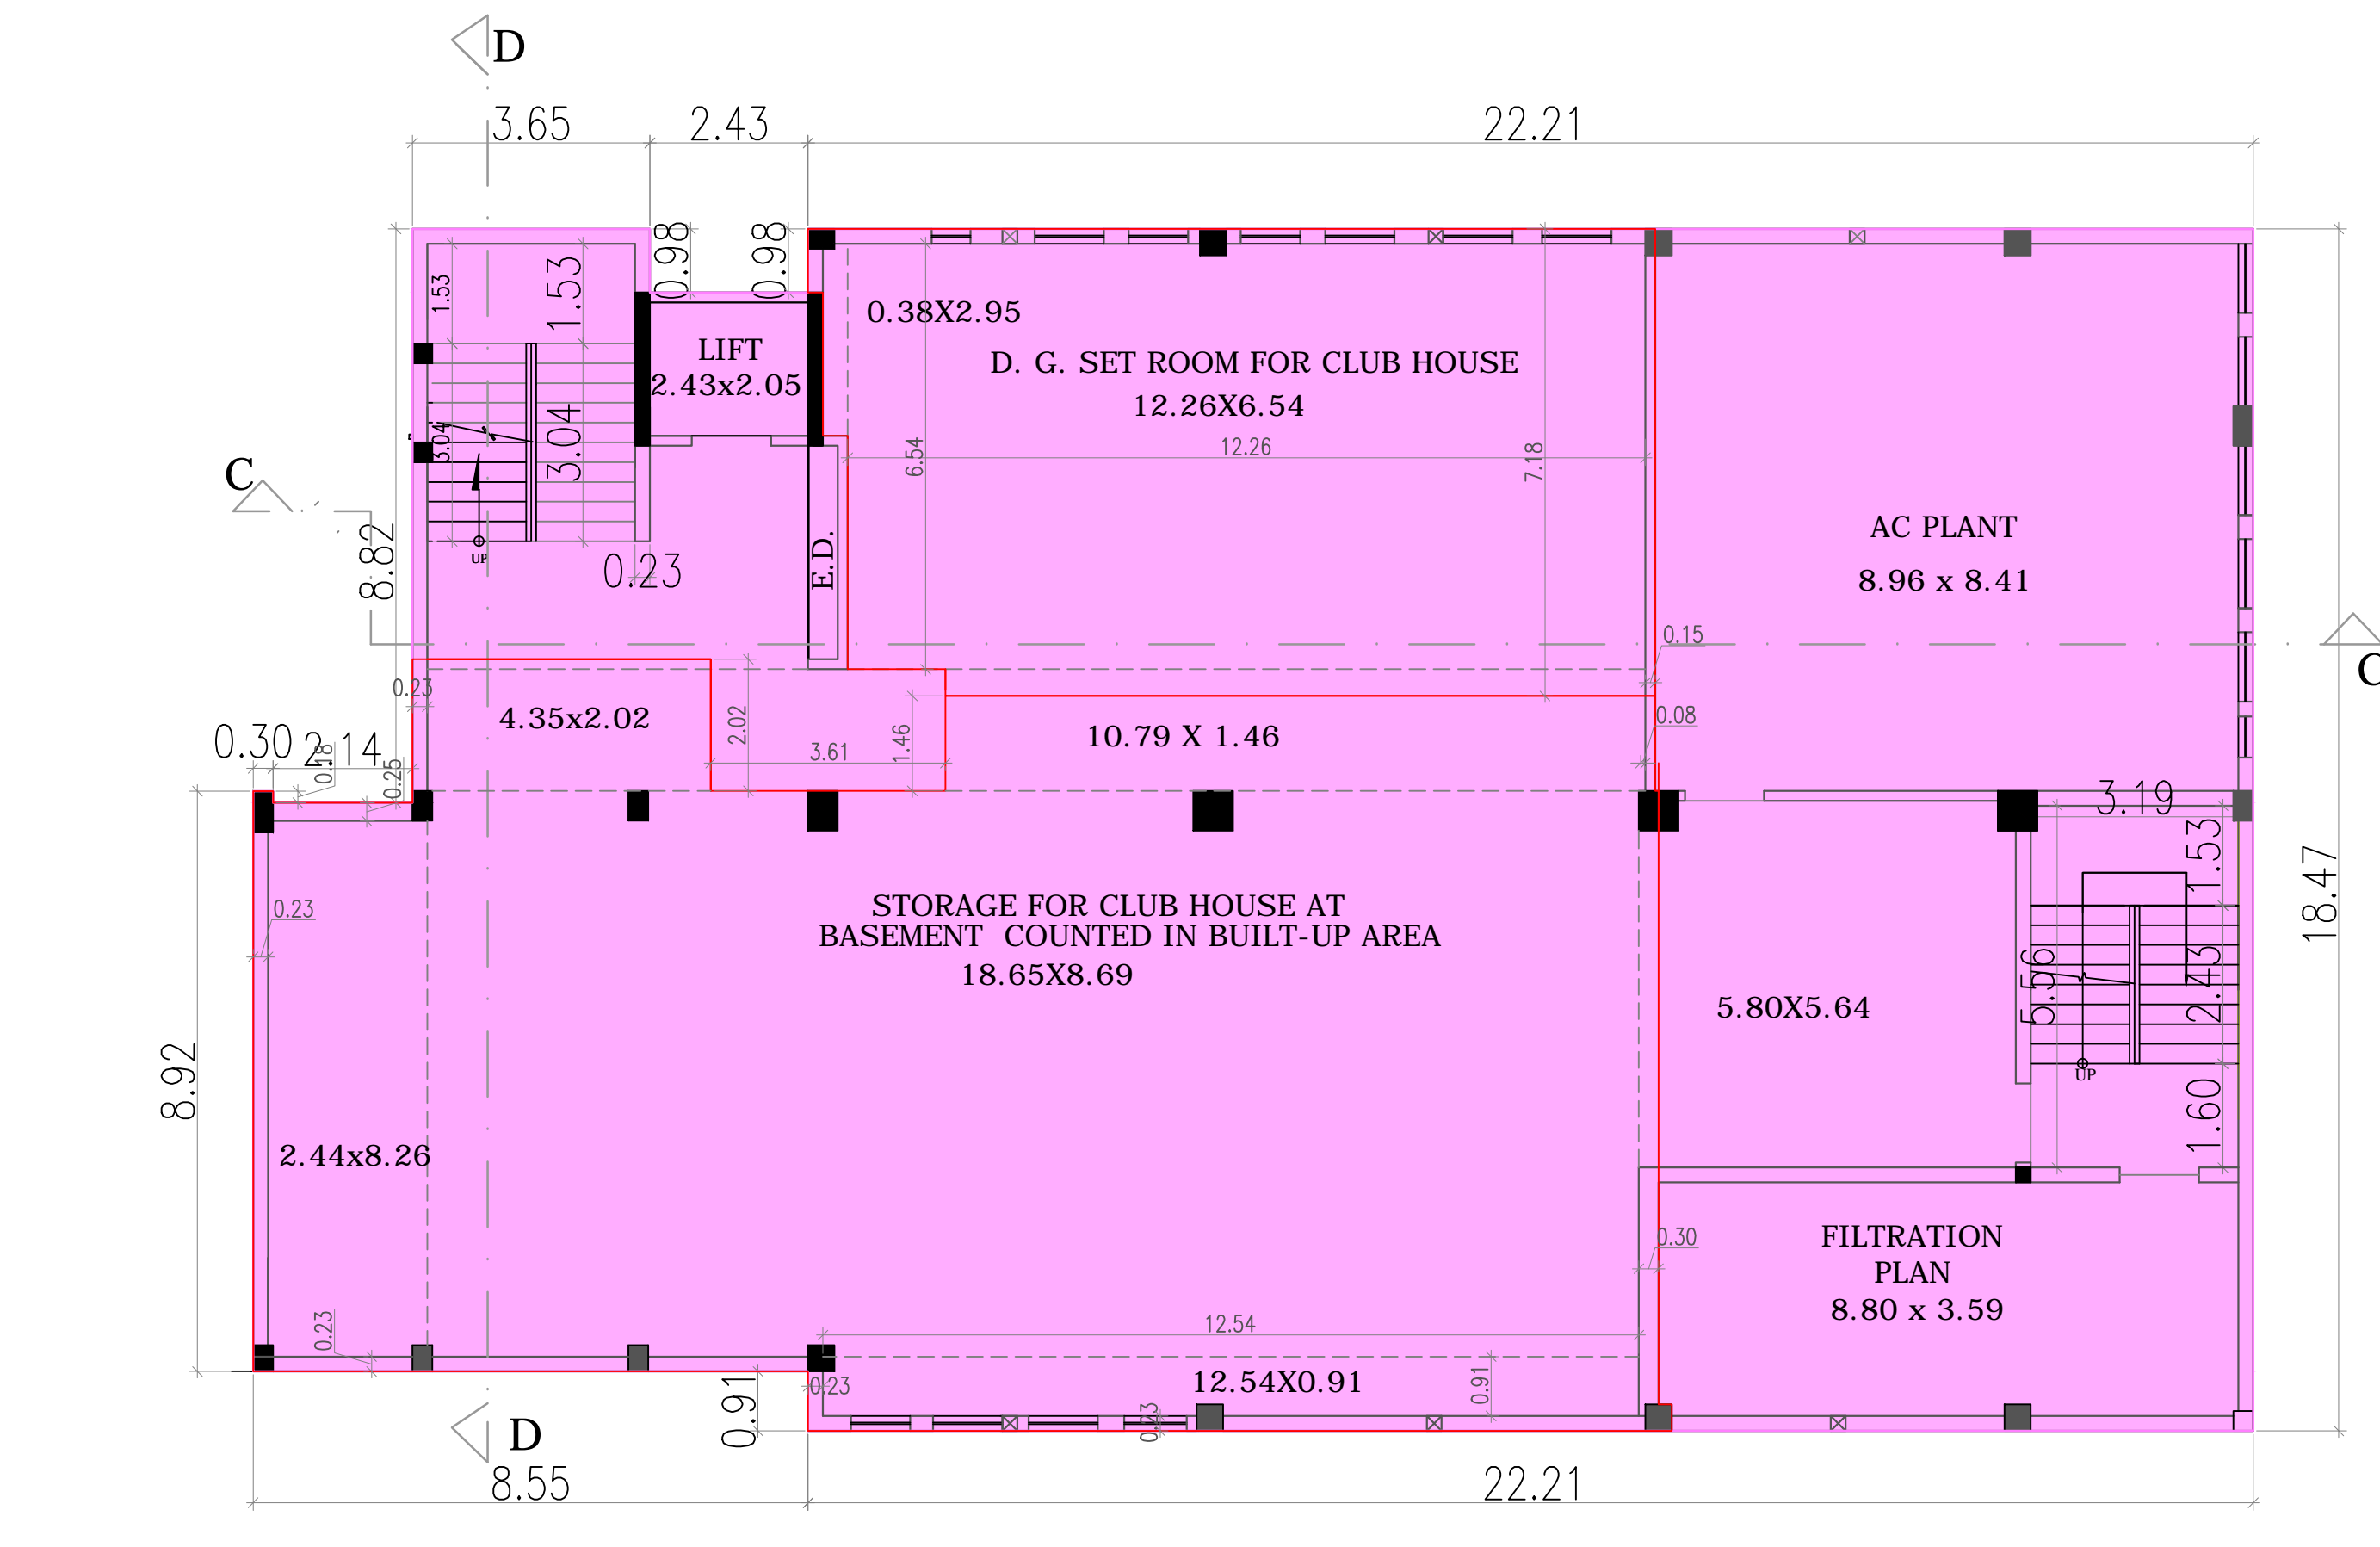 D
3.65
2.43
22.21
0.98
0.98
1.53
1.53
0.38X2.95
LIFT
2.43x2.05
D. G. SET ROOM FOR CLUB HOUSE
12.26X6.54
12.26
6.54
7.18
3.04
3.04
C
8.82
UP
0.23
E.D.
AC PLANT
8.96 x 8.41
0.15
C
0.23
4.35x2.02
2.02
3.61
1.46
10.79 X 1.46
0.08
0.30
2.14
0.18
0.25
3.19
1.53
18.47
STORAGE FOR CLUB HOUSE AT
BASEMENT COUNTED IN BUILT-UP AREA
18.65X8.69
0.23
5.80X5.64
5.56
2.43
UP
1.60
8.92
2.44x8.26
FILTRATION
PLAN
8.80 x 3.59
0.30
0.23
12.54
12.54X0.91
0.91
0.91
0.23
0.23
D
8.55
22.21